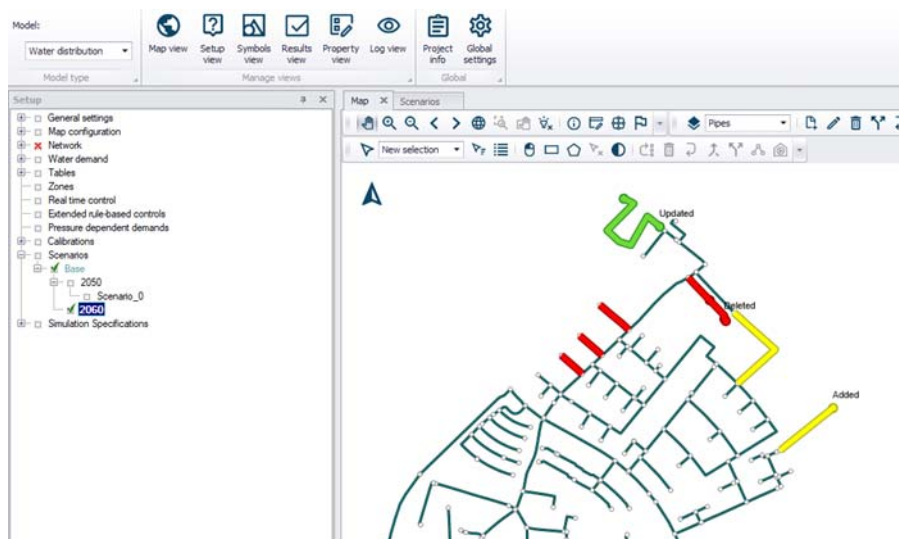 Model:
Water distribution
Model type
Map view
Setup view
Symbols view
Results view
Property view
Log view
Manage views
Project info
Global settings
Global
Setup
General settings
Map configuration
Network
Water demand
Tables
Zones
Real time control
Extended rule-based controls
Pressure dependent demands
Calibrations
Scenarios
Base
2050
Scenario_0
2060
Simulation Specifications
Map
Scenarios
Pipes
New selection
Updated
Deleted
Added